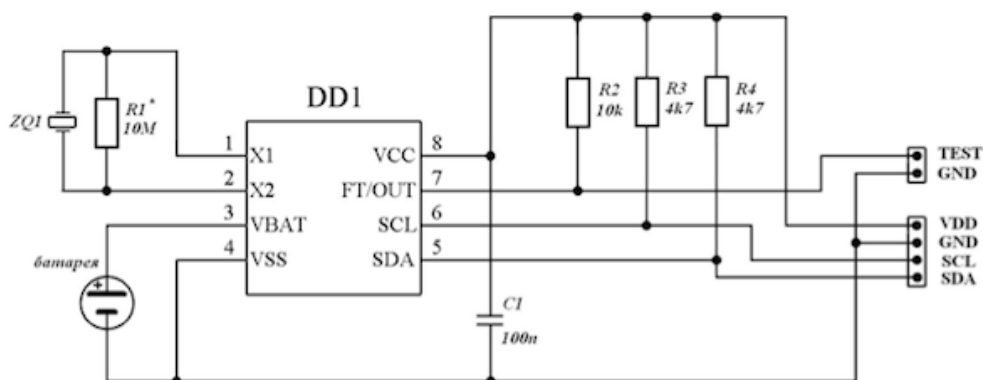 DD1
ZQ1
R1*
10M
R2
10k
R3
4k7
R4
4k7
1
X1
2
X2
3
VBAT
4
VSS
8
VCC
7
FT/OUT
6
SCL
5
SDA
TEST
GND
VDD
GND
SCL
SDA
батарея
+
C1
100n